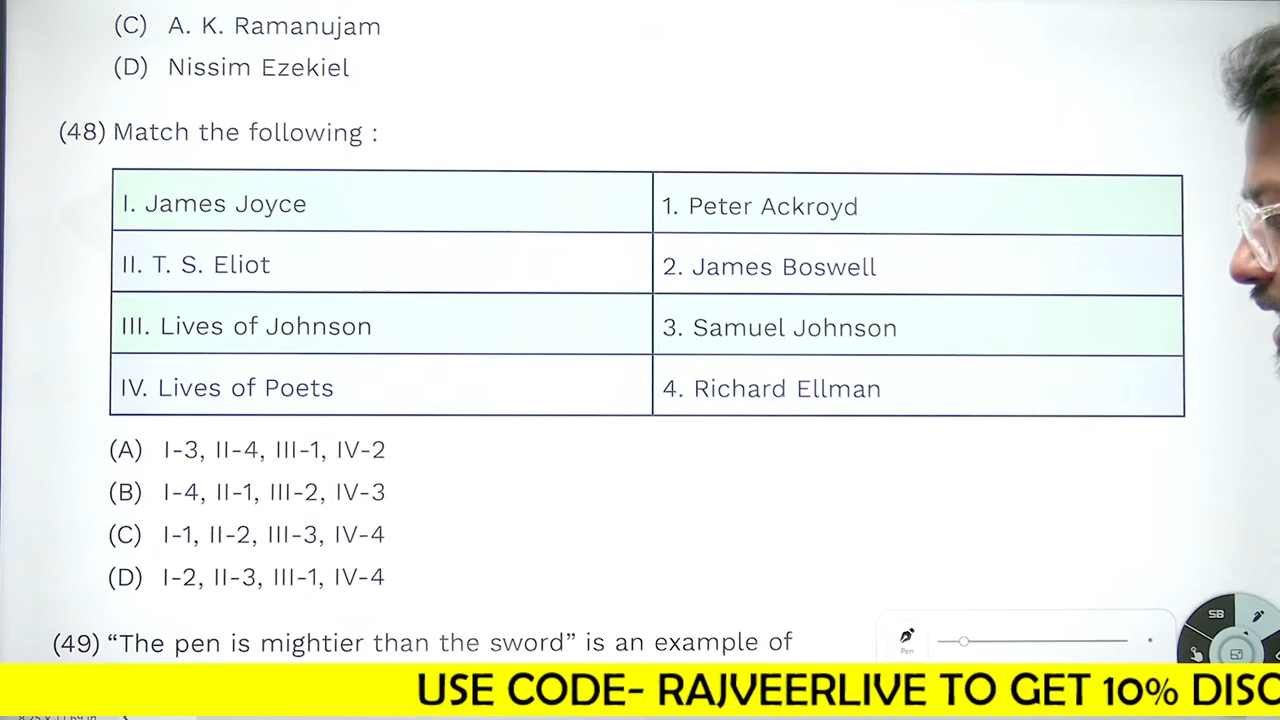 (C) A. K. Ramanujam
(D) Nissim Ezekiel
(48) Match the following :
I. James Joyce 1. Peter Ackroyd
II. T. S. Eliot 2. James Boswell
III. Lives of Johnson 3. Samuel Johnson
IV. Lives of Poets 4. Richard Ellman
(A) I-3, II-4, III-1, IV-2
(B) I-4, II-1, III-2, IV-3
(C) I-1, II-2, III-3, IV-4
(D) I-2, II-3, III-1, IV-4
SB
(49) “The pen is mightier than the sword” is an example of
Pen
USE CODE- RAJVEERLIVE TO GET 10% DISC